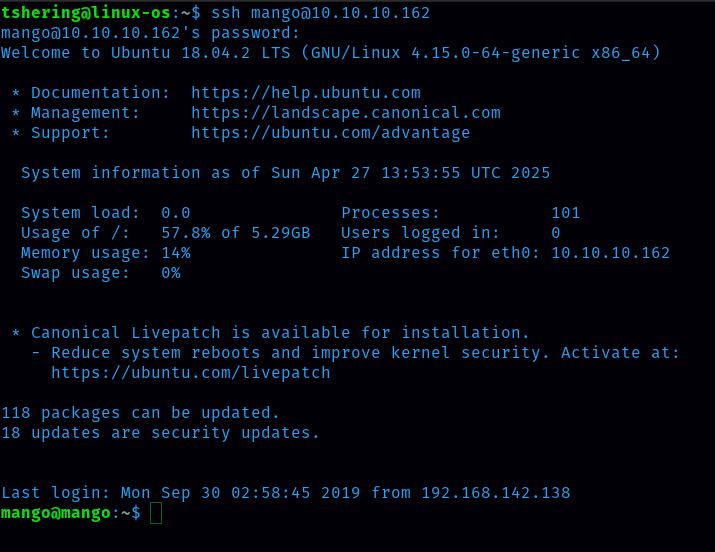 tshering@linux-os:~$ ssh mango@10.10.10.162
mango@10.10.10.162's password:
Welcome to Ubuntu 18.04.2 LTS (GNU/Linux 4.15.0-64-generic x86_64)
* Documentation:  https://help.ubuntu.com
* Management:     https://landscape.canonical.com
* Support:        https://ubuntu.com/advantage
System information as of Sun Apr 27 13:53:55 UTC 2025
System load:  0.0               Processes:            101
Usage of /:   57.8% of 5.29GB   Users logged in:      0
Memory usage: 14%               IP address for eth0: 10.10.10.162
Swap usage:   0%
* Canonical Livepatch is available for installation.
- Reduce system reboots and improve kernel security. Activate at:
https://ubuntu.com/livepatch
118 packages can be updated.
18 updates are security updates.
Last login: Mon Sep 30 02:58:45 2019 from 192.168.142.138
mango@mango:~$